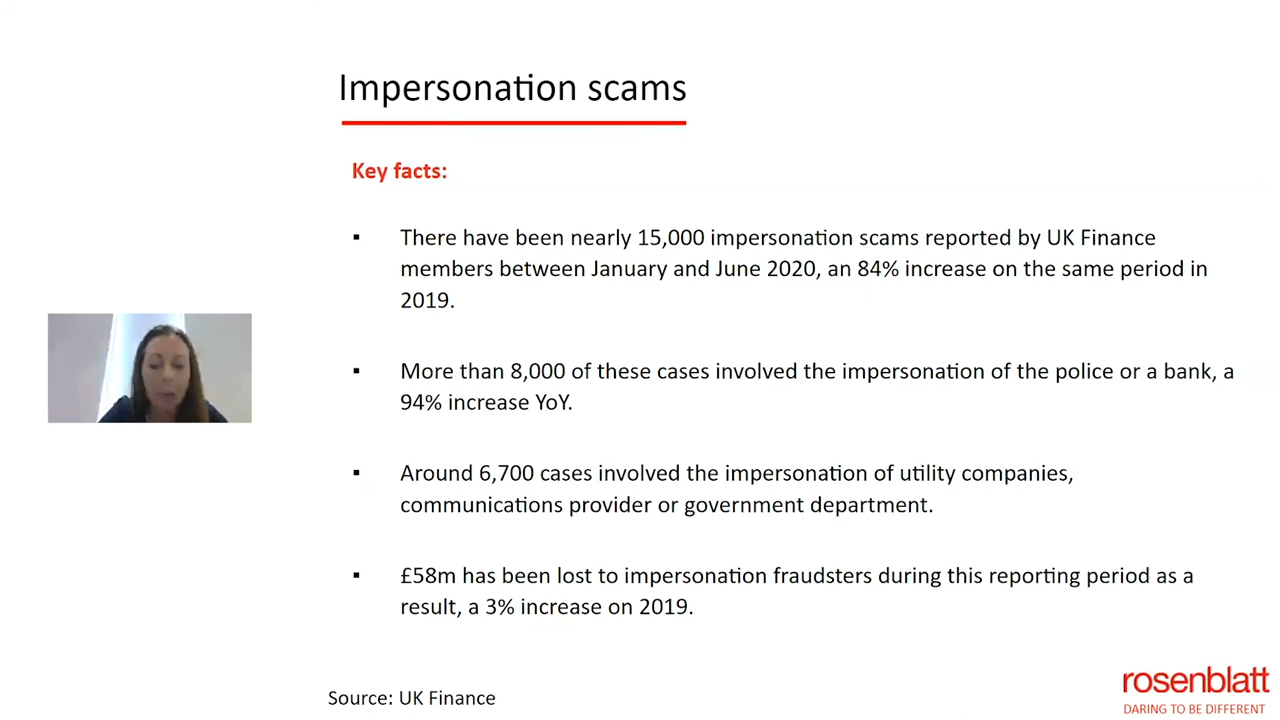 Impersonation scams
Key facts:
▪ There have been nearly 15,000 impersonation scams reported by UK Finance
members between January and June 2020, an 84% increase on the same period in
2019.
▪ More than 8,000 of these cases involved the impersonation of the police or a bank, a
94% increase YoY.
▪ Around 6,700 cases involved the impersonation of utility companies,
communications provider or government department.
▪ £58m has been lost to impersonation fraudsters during this reporting period as a
result, a 3% increase on 2019.
Source: UK Finance
rosenblatt
DARING TO BE DIFFERENT